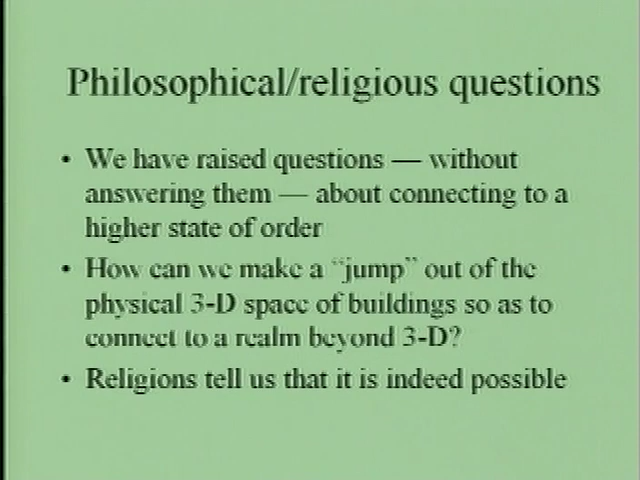 Philosophical/religious questions
• We have raised questions — without
answering them — about connecting to a
higher state of order
• How can we make a “jump” out of the
physical 3-D space of buildings so as to
connect to a realm beyond 3-D?
• Religions tell us that it is indeed possible